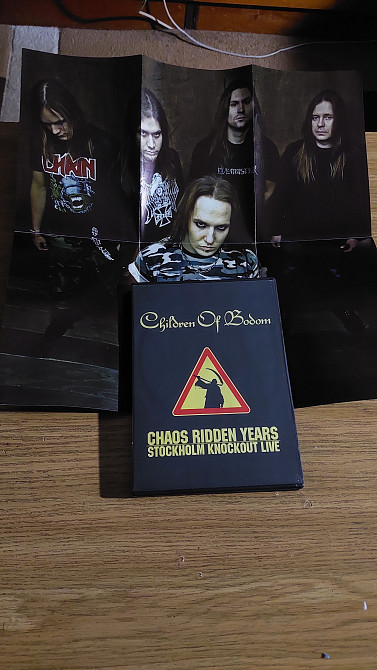 Children Of Bodom
CHAOS RIDDEN YEARS
STOCKHOLM KNOCKOUT LIVE